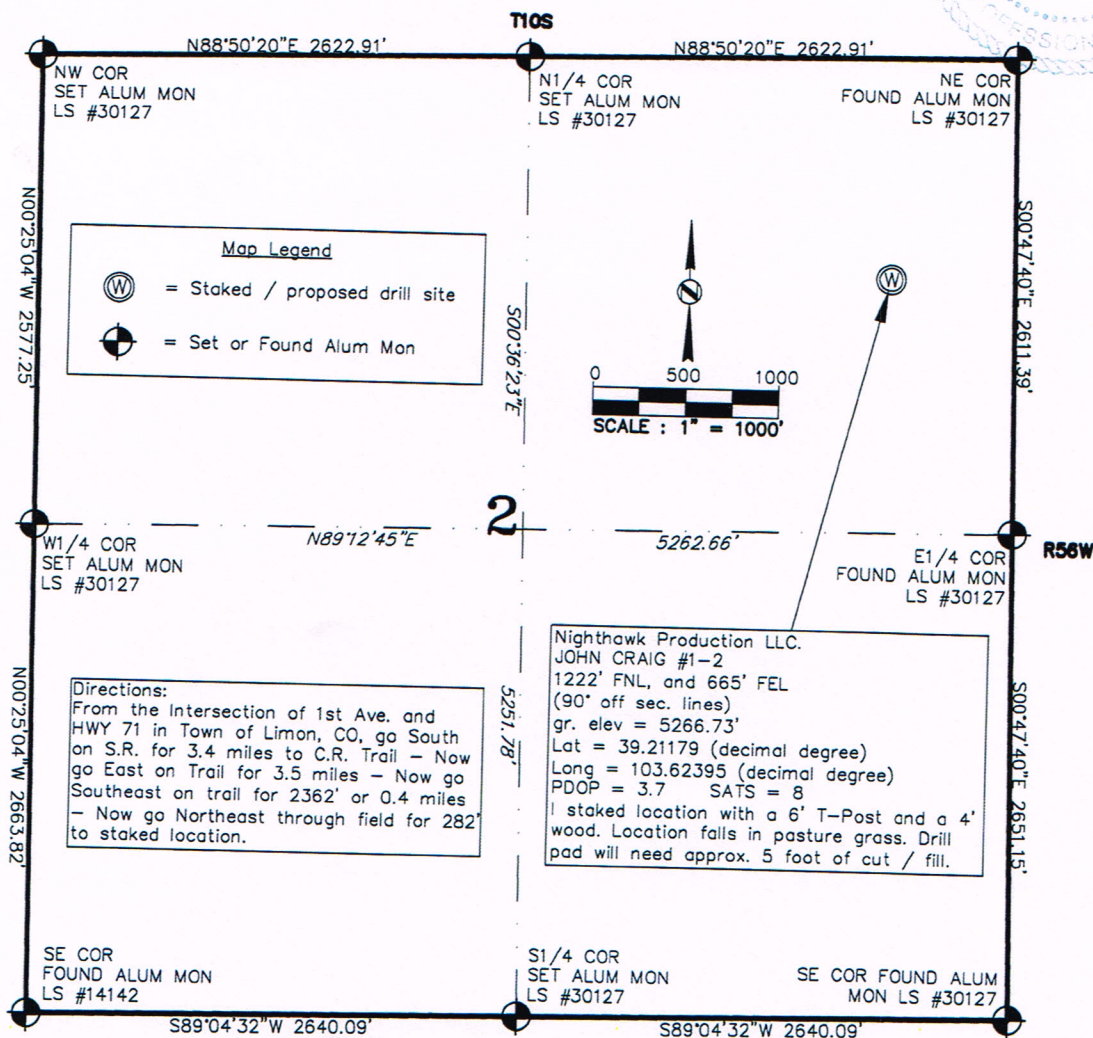 T10S
ESSION
N88°50'20"E 2622.91'
N88°50'20"E 2622.91'
NW COR
SET ALUM MON
LS #30127
N1/4 COR
SET ALUM MON
LS #30127
NE COR
FOUND ALUM MON
LS #30127
N00°25'04"W 2577.25'
Map Legend
W = Staked / proposed drill site
= Set or Found Alum Mon
S00°36'23"E
N
0 500 1000
SCALE : 1" = 1000'
W
S00°47'40"E 2611.39'
2
N89°12'45"E
5262.66'
W1/4 COR
SET ALUM MON
LS #30127
E1/4 COR
FOUND ALUM MON
LS #30127
R56W
N00°25'04"W 2663.82'
Directions:
From the Intersection of 1st Ave. and
HWY 71 in Town of Limon, CO, go South
on S.R. for 3.4 miles to C.R. Trail – Now
go East on Trail for 3.5 miles – Now go
Southeast on trail for 2362' or 0.4 miles
– Now go Northeast through field for 282'
to staked location.
5251.78'
Nighthawk Production LLC.
JOHN CRAIG #1-2
1222' FNL, and 665' FEL
(90° off sec. lines)
gr. elev = 5266.73'
Lat = 39.21179 (decimal degree)
Long = 103.62395 (decimal degree)
PDOP = 3.7 SATS = 8
I staked location with a 6' T-Post and a 4'
wood. Location falls in pasture grass. Drill
pad will need approx. 5 foot of cut / fill.
S00°47'40"E 2651.15'
SE COR
FOUND ALUM MON
LS #14142
S1/4 COR
SET ALUM MON
LS #30127
SE COR FOUND ALUM
MON LS #30127
S89°04'32"W 2640.09'
S89°04'32"W 2640.09'